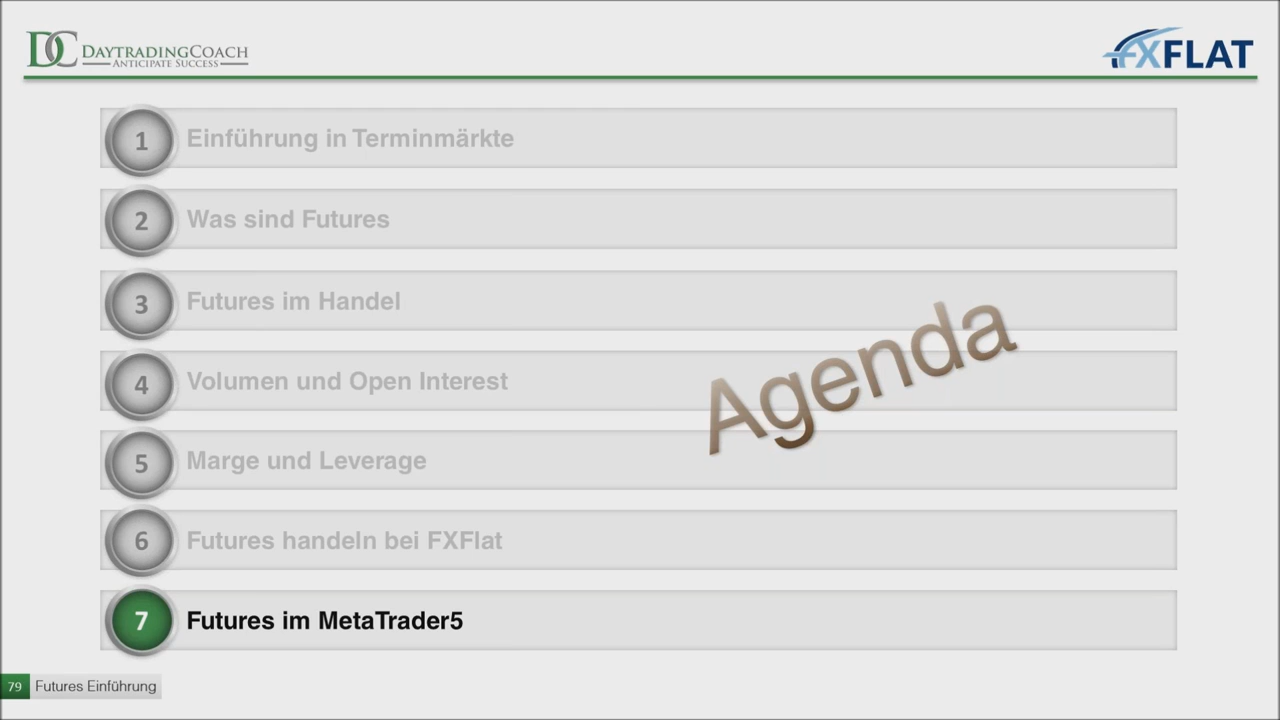 DC DAYTRADINGCOACH
ANTICIPATE SUCCESS
FXFLAT
1 Einführung in Terminmärkte
2 Was sind Futures
3 Futures im Handel
4 Volumen und Open Interest
5 Marge und Leverage
6 Futures handeln bei FXFlat
7 Futures im MetaTrader5
Agenda
79 Futures Einführung